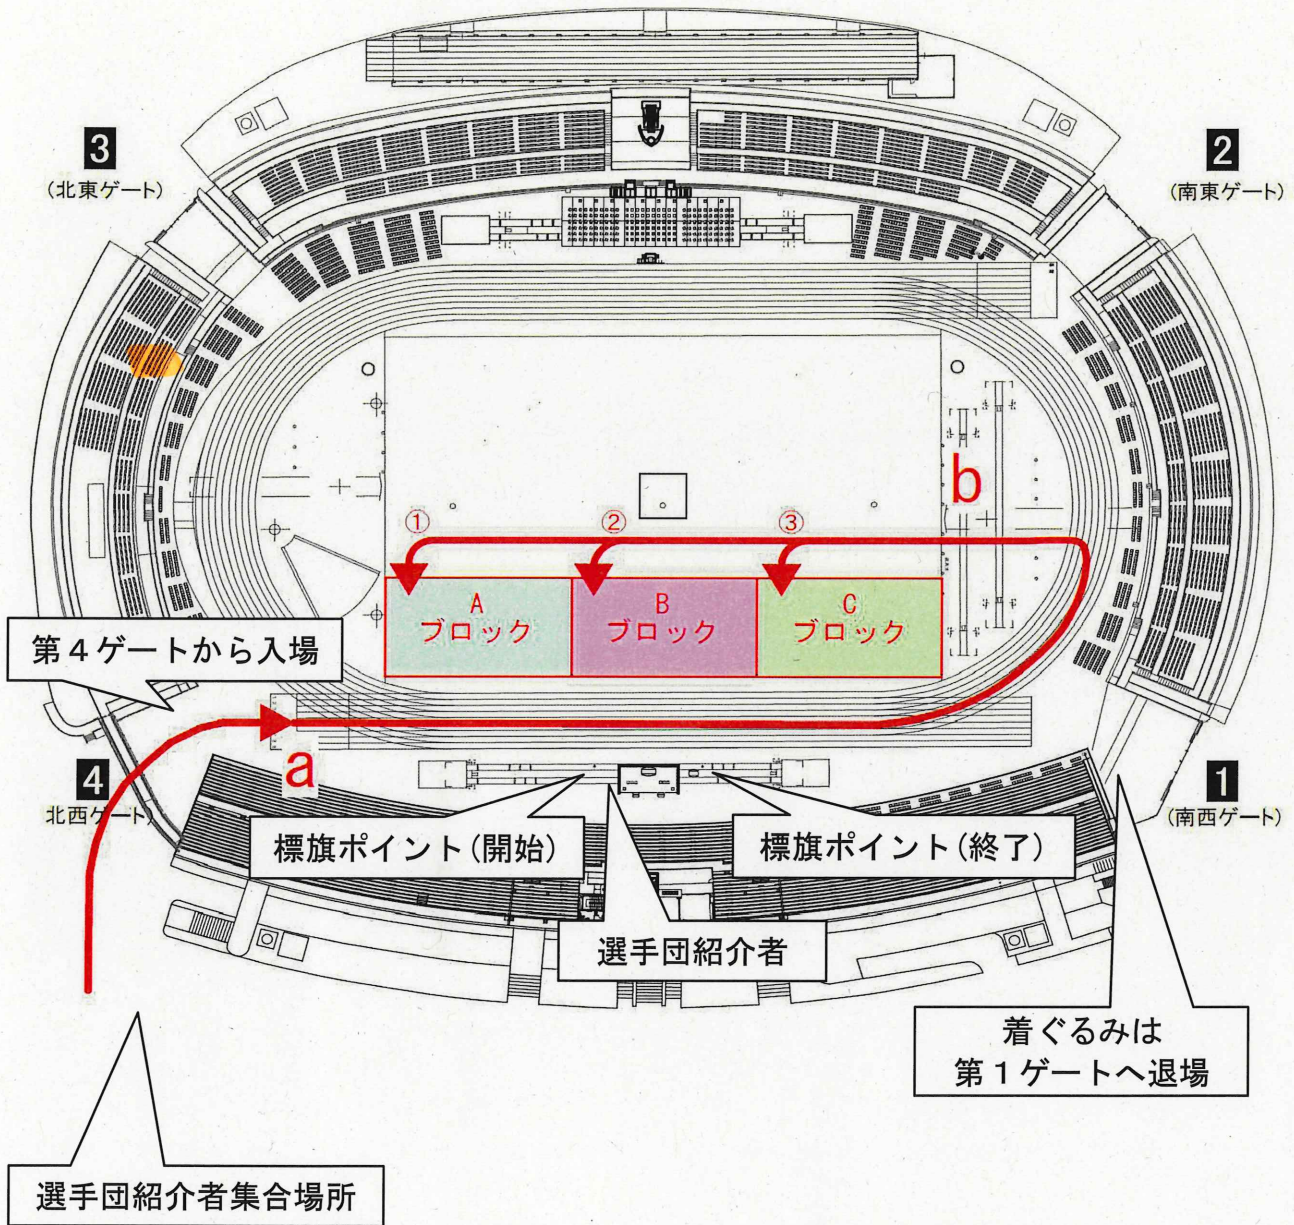 3
(北東ゲート)
2
(南東ゲート)
b
①
②
③
A
ブロック
B
ブロック
C
ブロック
第4ゲートから入場
a
4
北西ゲート)
1
(南西ゲート)
標旗ポイント(開始)
標旗ポイント(終了)
選手団紹介者
着ぐるみは
第1ゲートへ退場
選手団紹介者集合場所